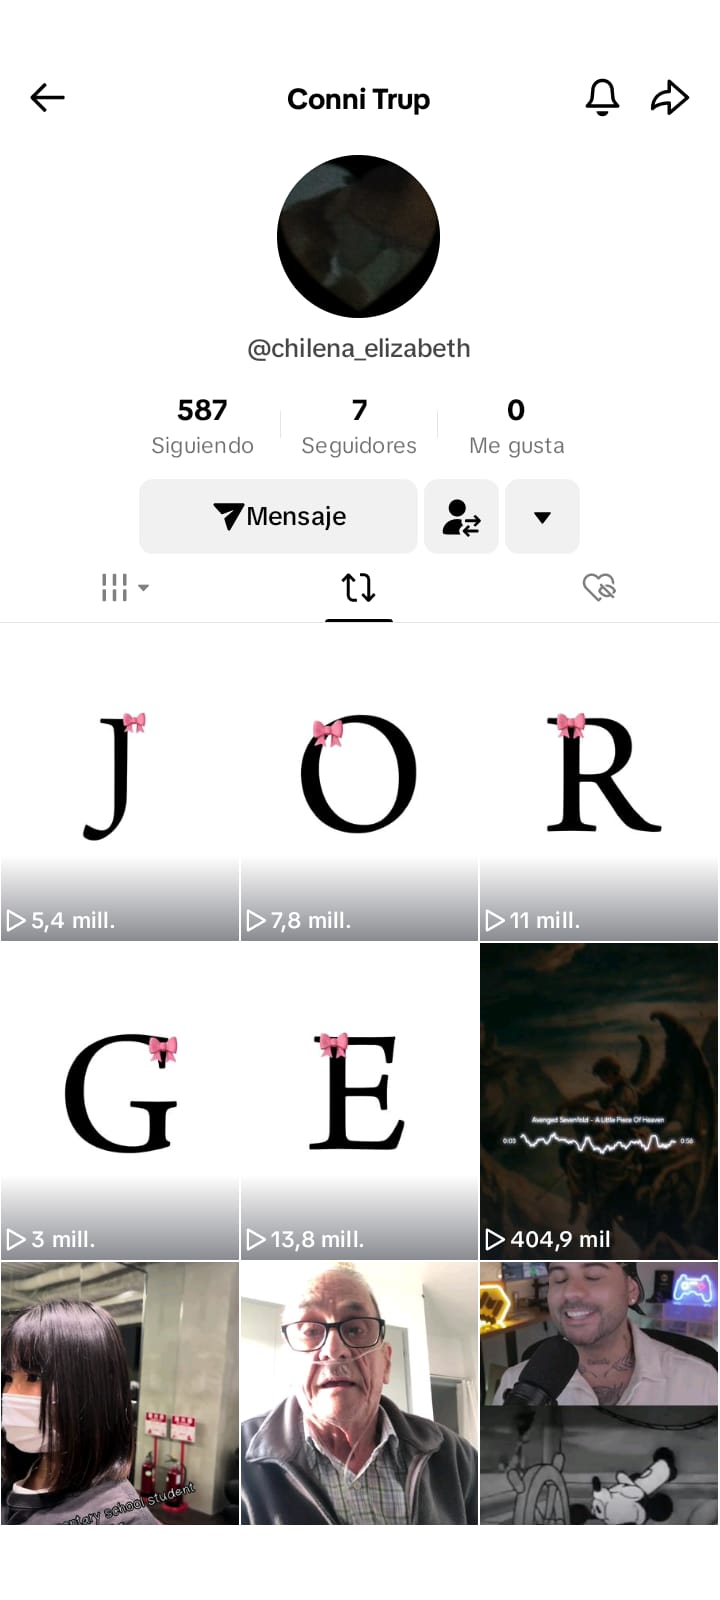 Conni Trup
@chilena_elizabeth
587 7 0
Siguiendo Seguidores Me gusta
Mensaje
J O R
5,4 mill. 7,8 mill. 11 mill.
G E
Avenged Sevenfold - A Little Piece Of Heaven
0:03 0:56
3 mill. 13,8 mill. 404,9 mil
school student